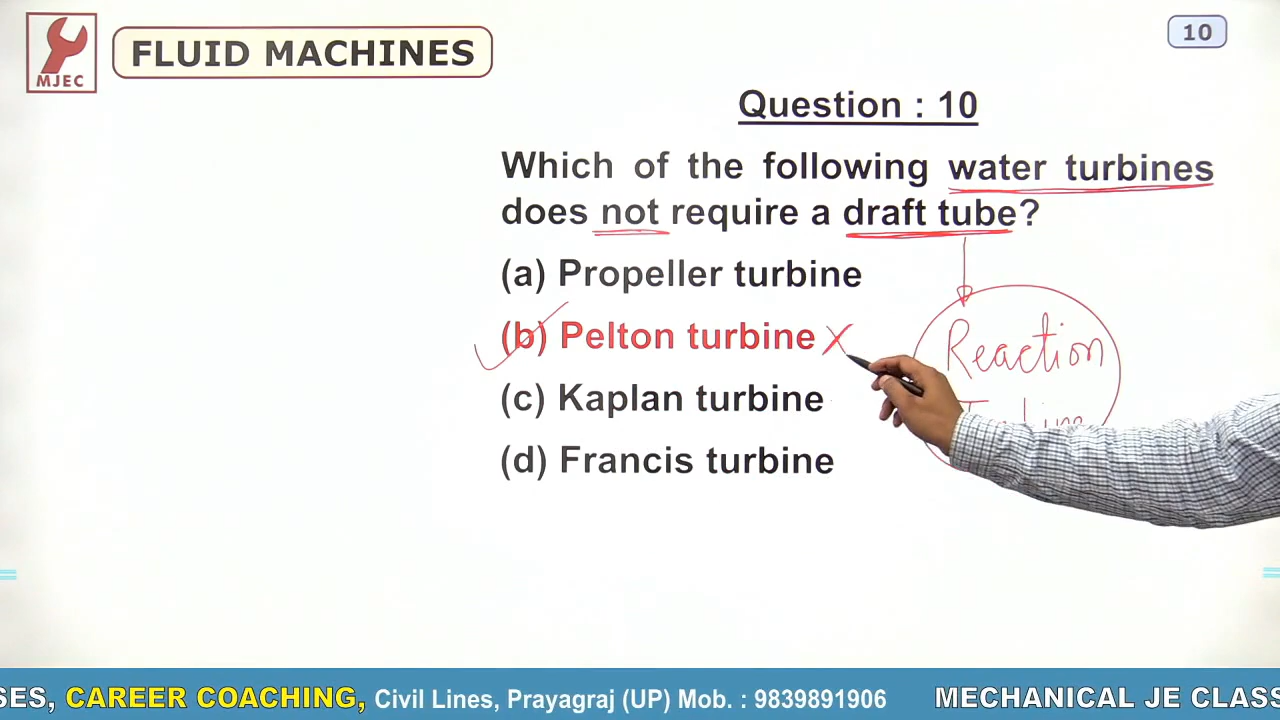 MJEC
FLUID MACHINES
10
Question : 10
Which of the following water turbines
does not require a draft tube?
(a) Propeller turbine
(b) Pelton turbine X
(c) Kaplan turbine
(d) Francis turbine
Reaction
SES, CAREER COACHING, Civil Lines, Prayagraj (UP) Mob. : 9839891906 MECHANICAL JE CLASS